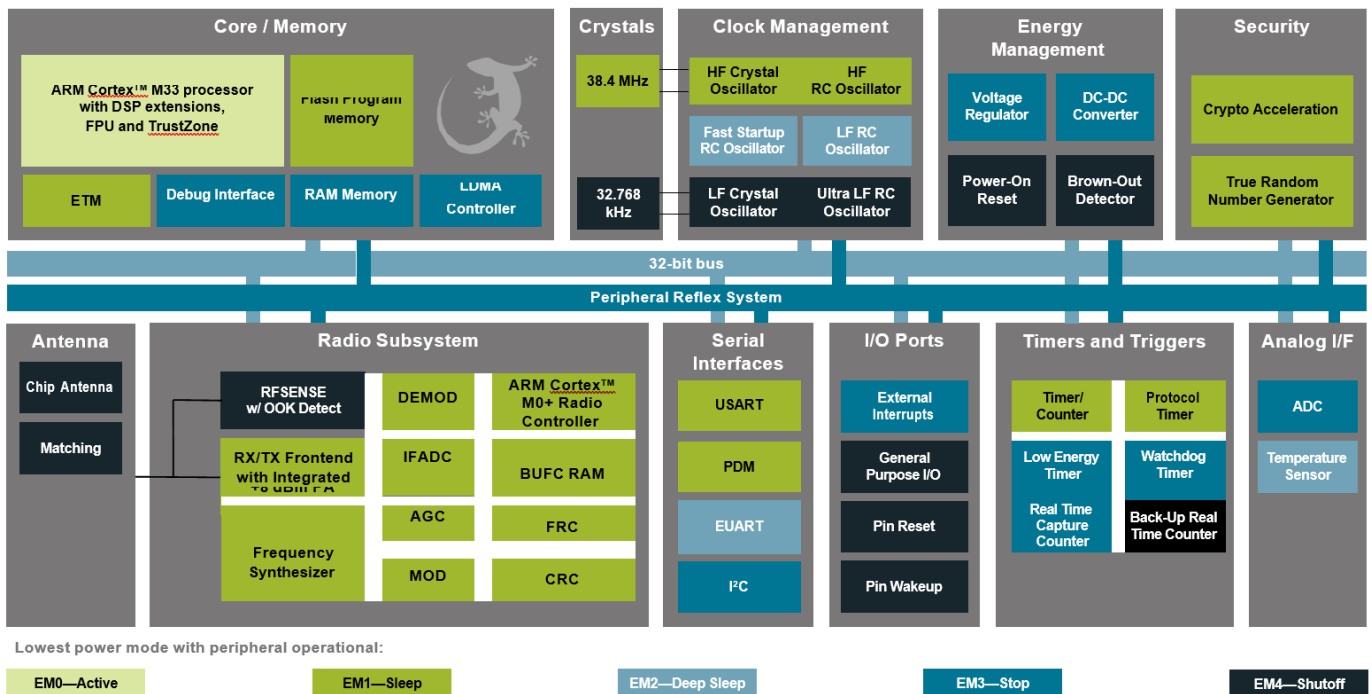 Core / Memory
ARM Cortex™ M33 processor
with DSP extensions,
FPU and TrustZone
Flash Program
Memory
ETM
Debug Interface
RAM Memory
LDMA
Controller
Crystals
38.4 MHz
32.768
kHz
Clock Management
HF Crystal
Oscillator
HF
RC Oscillator
Fast Startup
RC Oscillator
LF RC
Oscillator
LF Crystal
Oscillator
Ultra LF RC
Oscillator
Energy
Management
Voltage
Regulator
DC-DC
Converter
Power-On
Reset
Brown-Out
Detector
Security
Crypto Acceleration
True Random
Number Generator
32-bit bus
Peripheral Reflex System
Antenna
Chip Antenna
Matching
Radio Subsystem
RFSENSE
w/ OOK Detect
RX/TX Frontend
with Integrated
+8 dBm PA
Frequency
Synthesizer
DEMOD
IFADC
AGC
MOD
ARM Cortex™
M0+ Radio
Controller
BUFC RAM
FRC
CRC
Serial
Interfaces
USART
PDM
EUART
I²C
I/O Ports
External
Interrupts
General
Purpose I/O
Pin Reset
Pin Wakeup
Timers and Triggers
Timer/
Counter
Protocol
Timer
Low Energy
Timer
Watchdog
Timer
Real Time
Capture
Counter
Back-Up Real
Time Counter
Analog I/F
ADC
Temperature
Sensor
Lowest power mode with peripheral operational:
EM0—Active
EM1—Sleep
EM2—Deep Sleep
EM3—Stop
EM4—Shutoff